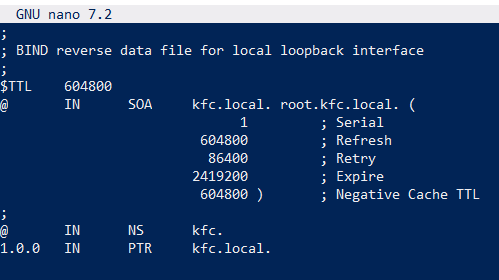 GNU nano 7.2
;
; BIND reverse data file for local loopback interface
;
$TTL    604800
@       IN      SOA     kfc.local. root.kfc.local. (
                              1         ; Serial
                         604800         ; Refresh
                          86400         ; Retry
                        2419200         ; Expire
                         604800 )       ; Negative Cache TTL
;
@       IN      NS      kfc.
1.0.0   IN      PTR     kfc.local.